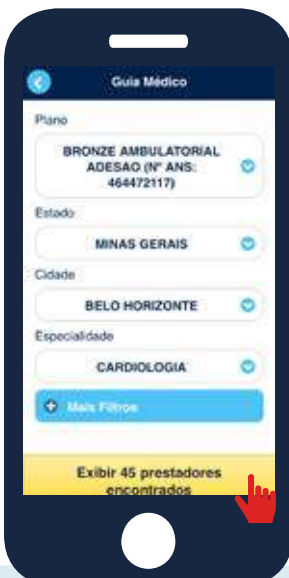 Guia Médico
Plano
BRONZE AMBULATORIAL
ADESAO (Nº ANS:
464472117)
Estado
MINAS GERAIS
Cidade
BELO HORIZONTE
Especialidade
CARDIOLOGIA
Mais Filtros
Exibir 45 prestadores
encontrados